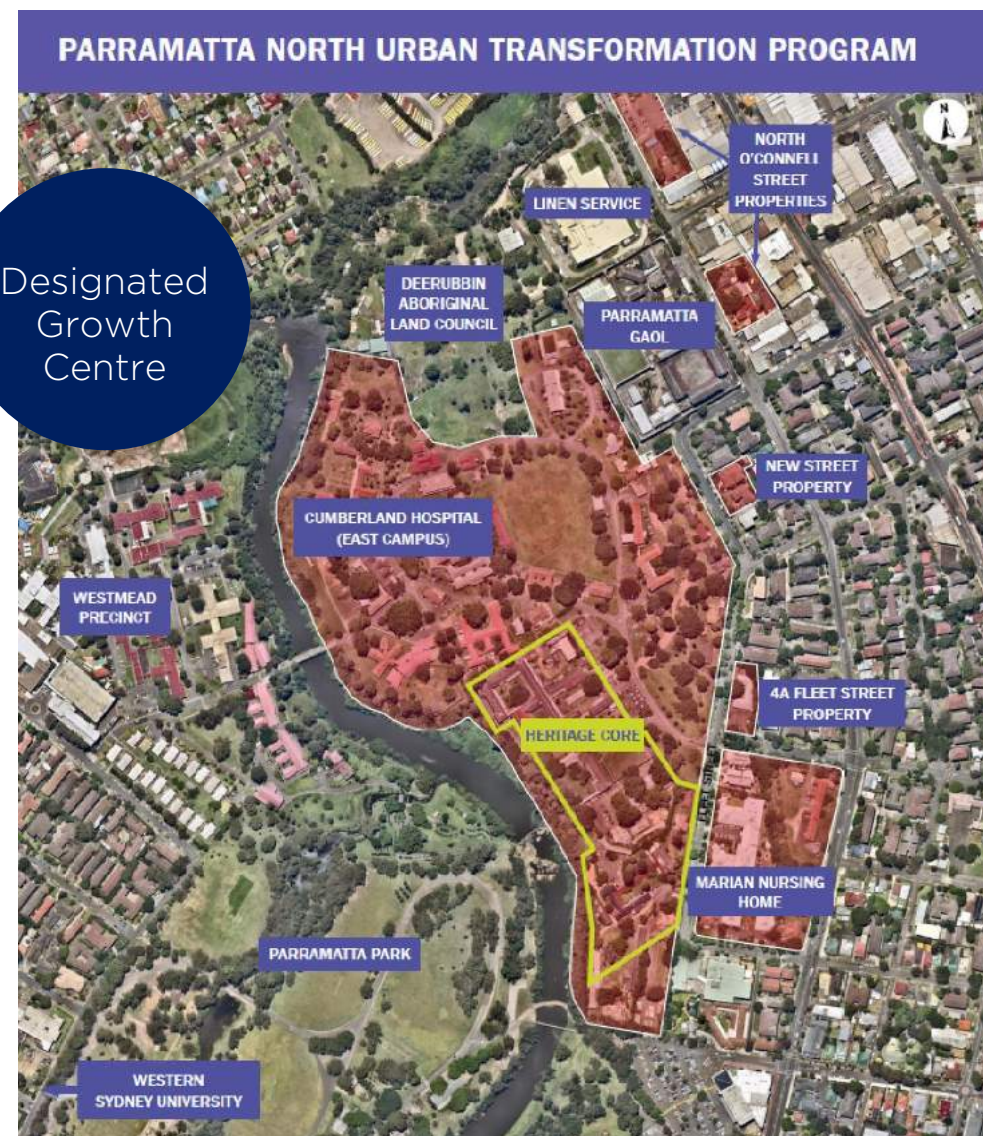 PARRAMATTA NORTH URBAN TRANSFORMATION PROGRAM
N
NORTH
O'CONNELL
STREET
PROPERTIES
LINEN SERVICE
Designated
Growth
Centre
DEERUBBIN
ABORIGINAL
LAND COUNCIL
PARRAMATTA
GAOL
NEW STREET
PROPERTY
CUMBERLAND HOSPITAL
(EAST CAMPUS)
WESTMEAD
PRECINCT
4A FLEET STREET
PROPERTY
HERITAGE CORE
MARIAN NURSING
HOME
PARRAMATTA PARK
WESTERN
SYDNEY UNIVERSITY